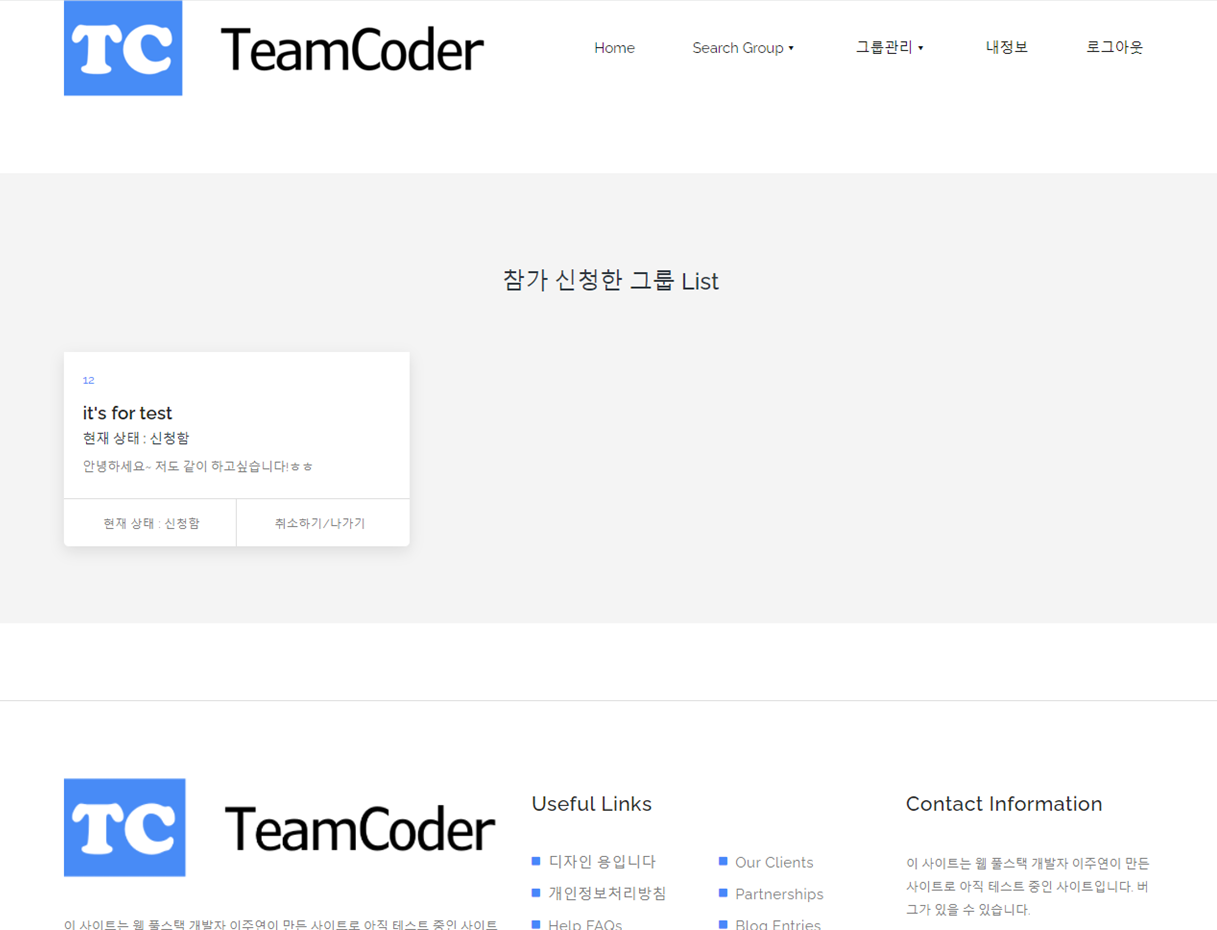 TC TeamCoder
Home Search Group ▾ 그룹관리 ▾ 내정보 로그아웃
참가 신청한 그룹 List
12
it's for test
현재 상태 : 신청함
안녕하세요~ 저도 같이 하고싶습니다!ㅎㅎ
현재 상태 : 신청함 취소하기/나가기
TC TeamCoder
이 사이트는 웹 풀스택 개발자 이주연이 만든 사이트로 아직 테스트 중인 사이트
Useful Links
디자인 용입니다
개인정보처리방침
Help FAQs
Our Clients
Partnerships
Blog Entries
Contact Information
이 사이트는 웹 풀스택 개발자 이주연이 만든
사이트로 아직 테스트 중인 사이트입니다. 버
그가 있을 수 있습니다.